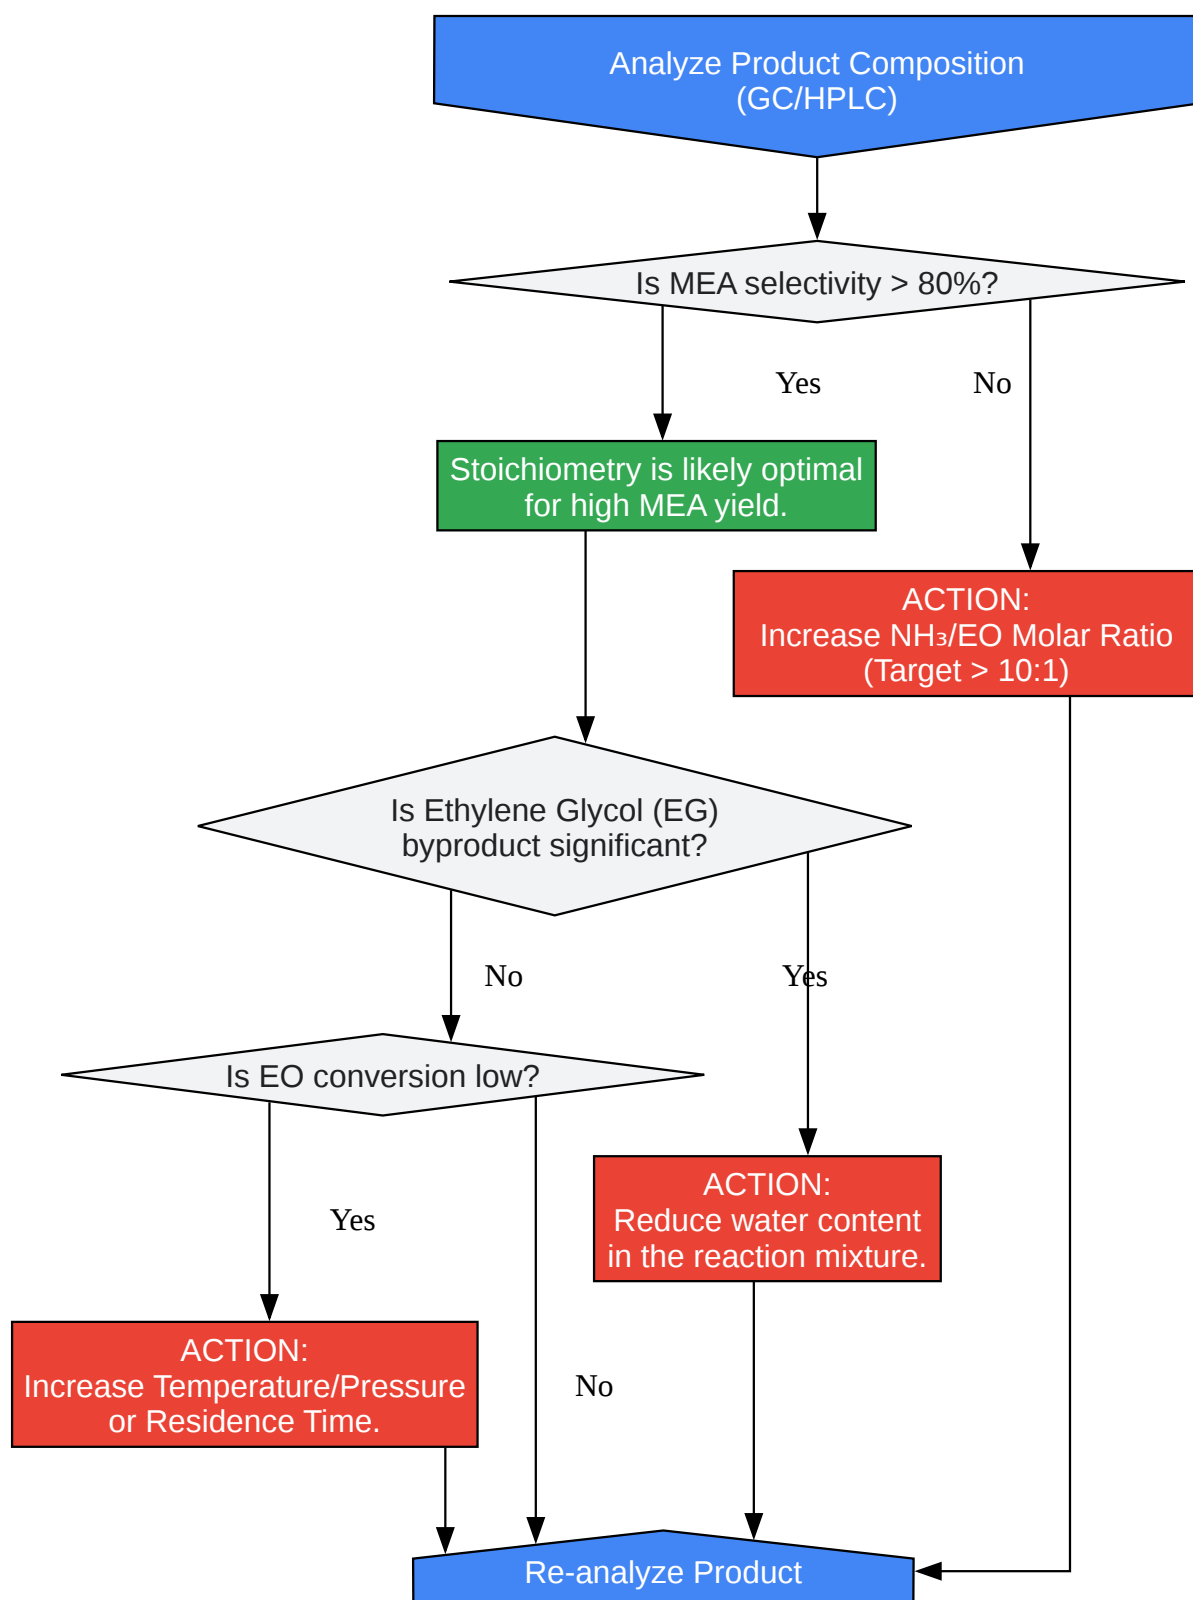 Analyze Product Composition
(GC/HPLC)
Is MEA selectivity > 80%?
Yes
No
Stoichiometry is likely optimal
for high MEA yield.
ACTION:
Increase NH₃/EO Molar Ratio
(Target > 10:1)
Is Ethylene Glycol (EG)
byproduct significant?
No
Yes
Is EO conversion low?
Yes
ACTION:
Reduce water content
in the reaction mixture.
ACTION:
Increase Temperature/Pressure
or Residence Time.
No
Re-analyze Product